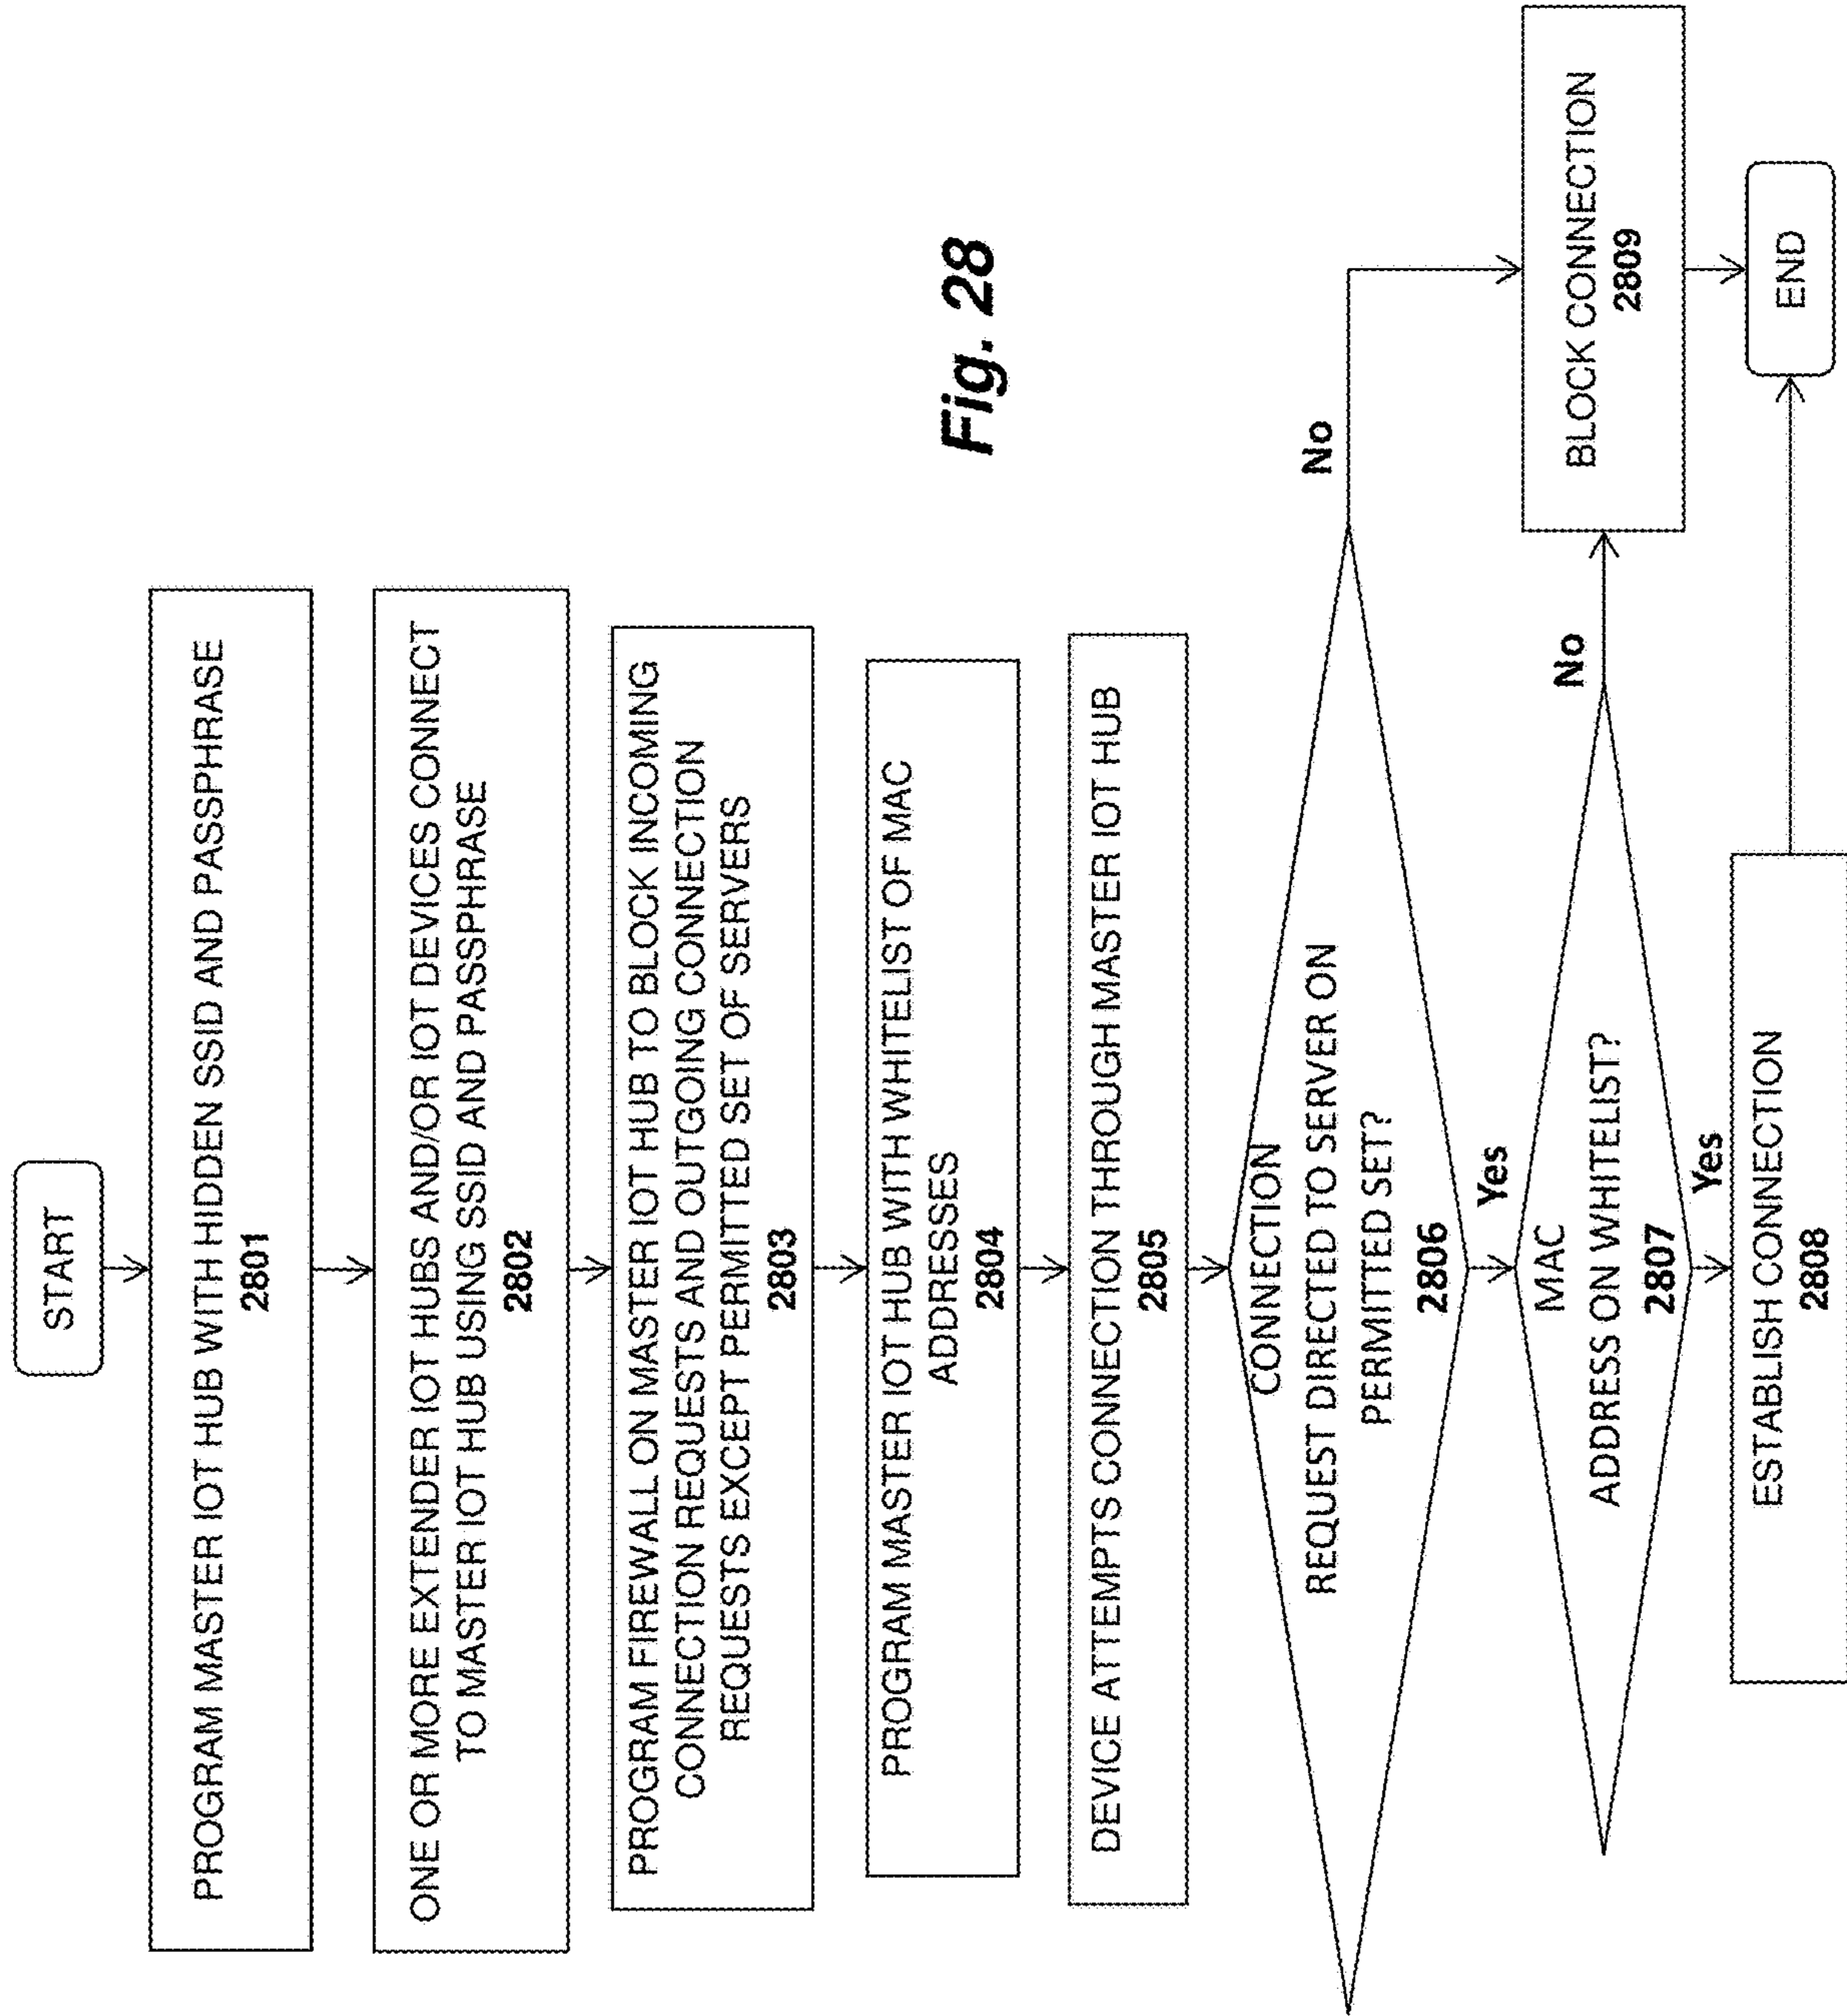 START
PROGRAM MASTER IOT HUB WITH HIDDEN SSID AND PASSPHRASE
2801
ONE OR MORE EXTENDER IOT HUBS AND/OR IOT DEVICES CONNECT
TO MASTER IOT HUB USING SSID AND PASSPHRASE
2802
PROGRAM FIREWALL ON MASTER IOT HUB TO BLOCK INCOMING
CONNECTION REQUESTS AND OUTGOING CONNECTION
REQUESTS EXCEPT PERMITTED SET OF SERVERS
2803
PROGRAM MASTER IOT HUB WITH WHITELIST OF MAC
ADDRESSES
2804
DEVICE ATTEMPTS CONNECTION THROUGH MASTER IOT HUB
2805
CONNECTION
REQUEST DIRECTED TO SERVER ON
PERMITTED SET?
2806
No
Yes
MAC
ADDRESS ON WHITELIST?
2807
No
Yes
BLOCK CONNECTION
2809
ESTABLISH CONNECTION
2808
END
Fig. 28